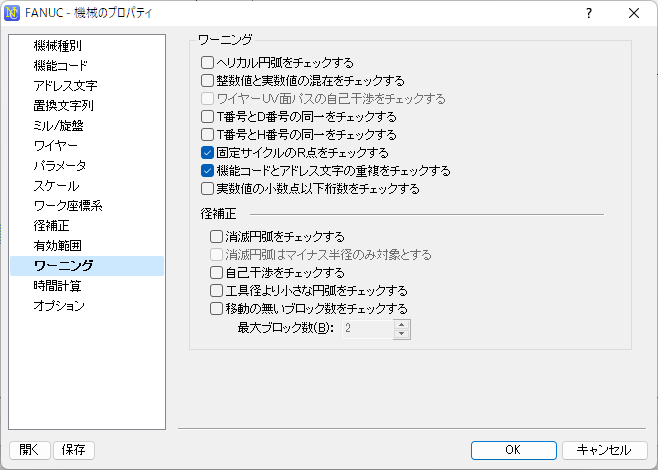 FANUC - 機械のプロパティ
機械種別
機能コード
アドレス文字
置換文字列
ミル/旋盤
ワイヤー
パラメータ
スケール
ワーク座標系
径補正
有効範囲
ワーニング
時間計算
オプション
ワーニング
ヘリカル円弧をチェックする
整数値と実数値の混在をチェックする
ワイヤーUV面パスの自己干渉をチェックする
T番号とD番号の同一をチェックする
T番号とH番号の同一をチェックする
固定サイクルのR点をチェックする
機能コードとアドレス文字の重複をチェックする
実数値の小数点以下桁数をチェックする
径補正
消滅円弧をチェックする
消滅円弧はマイナス半径のみ対象とする
自己干渉をチェックする
工具径より小さな円弧をチェックする
移動の無いブロック数をチェックする
最大ブロック数(B): 2
開く 保存 OK キャンセル